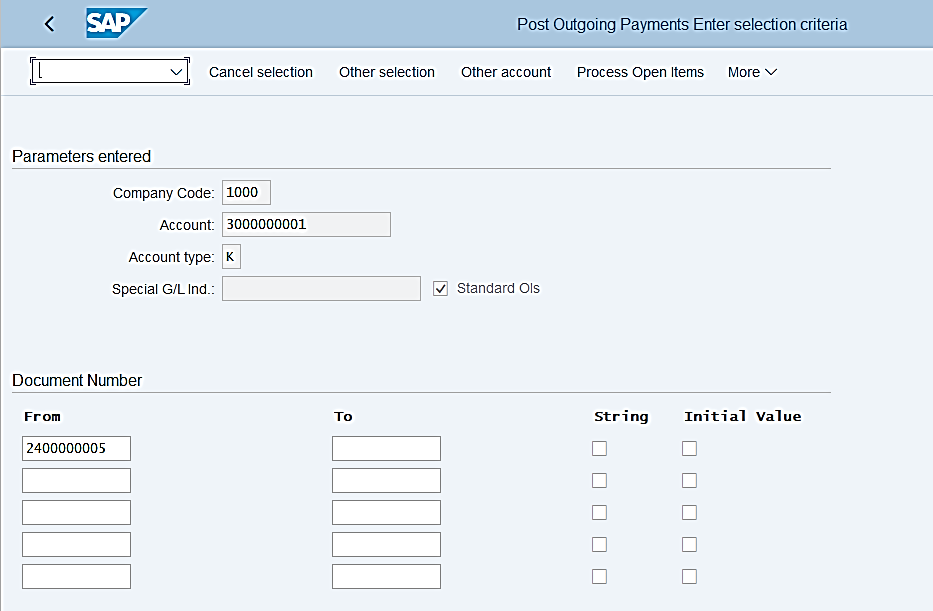 SAP Post Outgoing Payments Enter selection criteria
Cancel selection Other selection Other account Process Open Items More
Parameters entered
Company Code: 1000
Account: 3000000001
Account type: K
Special G/L Ind.: Standard OIs
Document Number
From To String Initial Value
2400000005